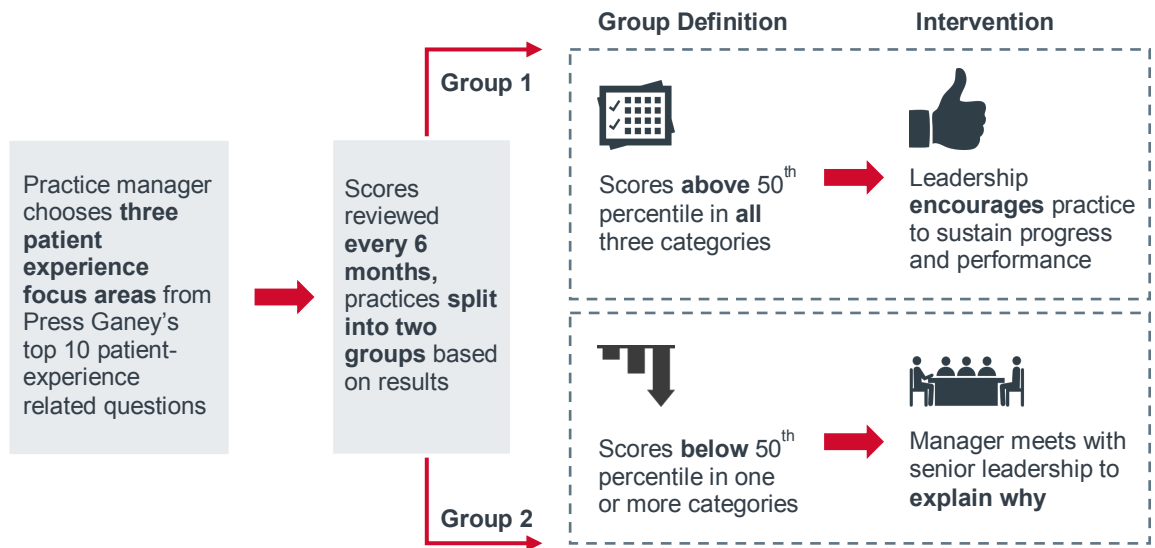 Group Definition
Intervention
Group 1
Practice manager
chooses three
patient
experience
focus areas from
Press Ganey’s
top 10 patient-
experience
related questions
Scores
reviewed
every 6
months,
practices split
into two
groups based
on results
Scores above 50th
percentile in all
three categories
Leadership
encourages practice
to sustain progress
and performance
Group 2
Scores below 50th
percentile in one
or more categories
Manager meets with
senior leadership to
explain why